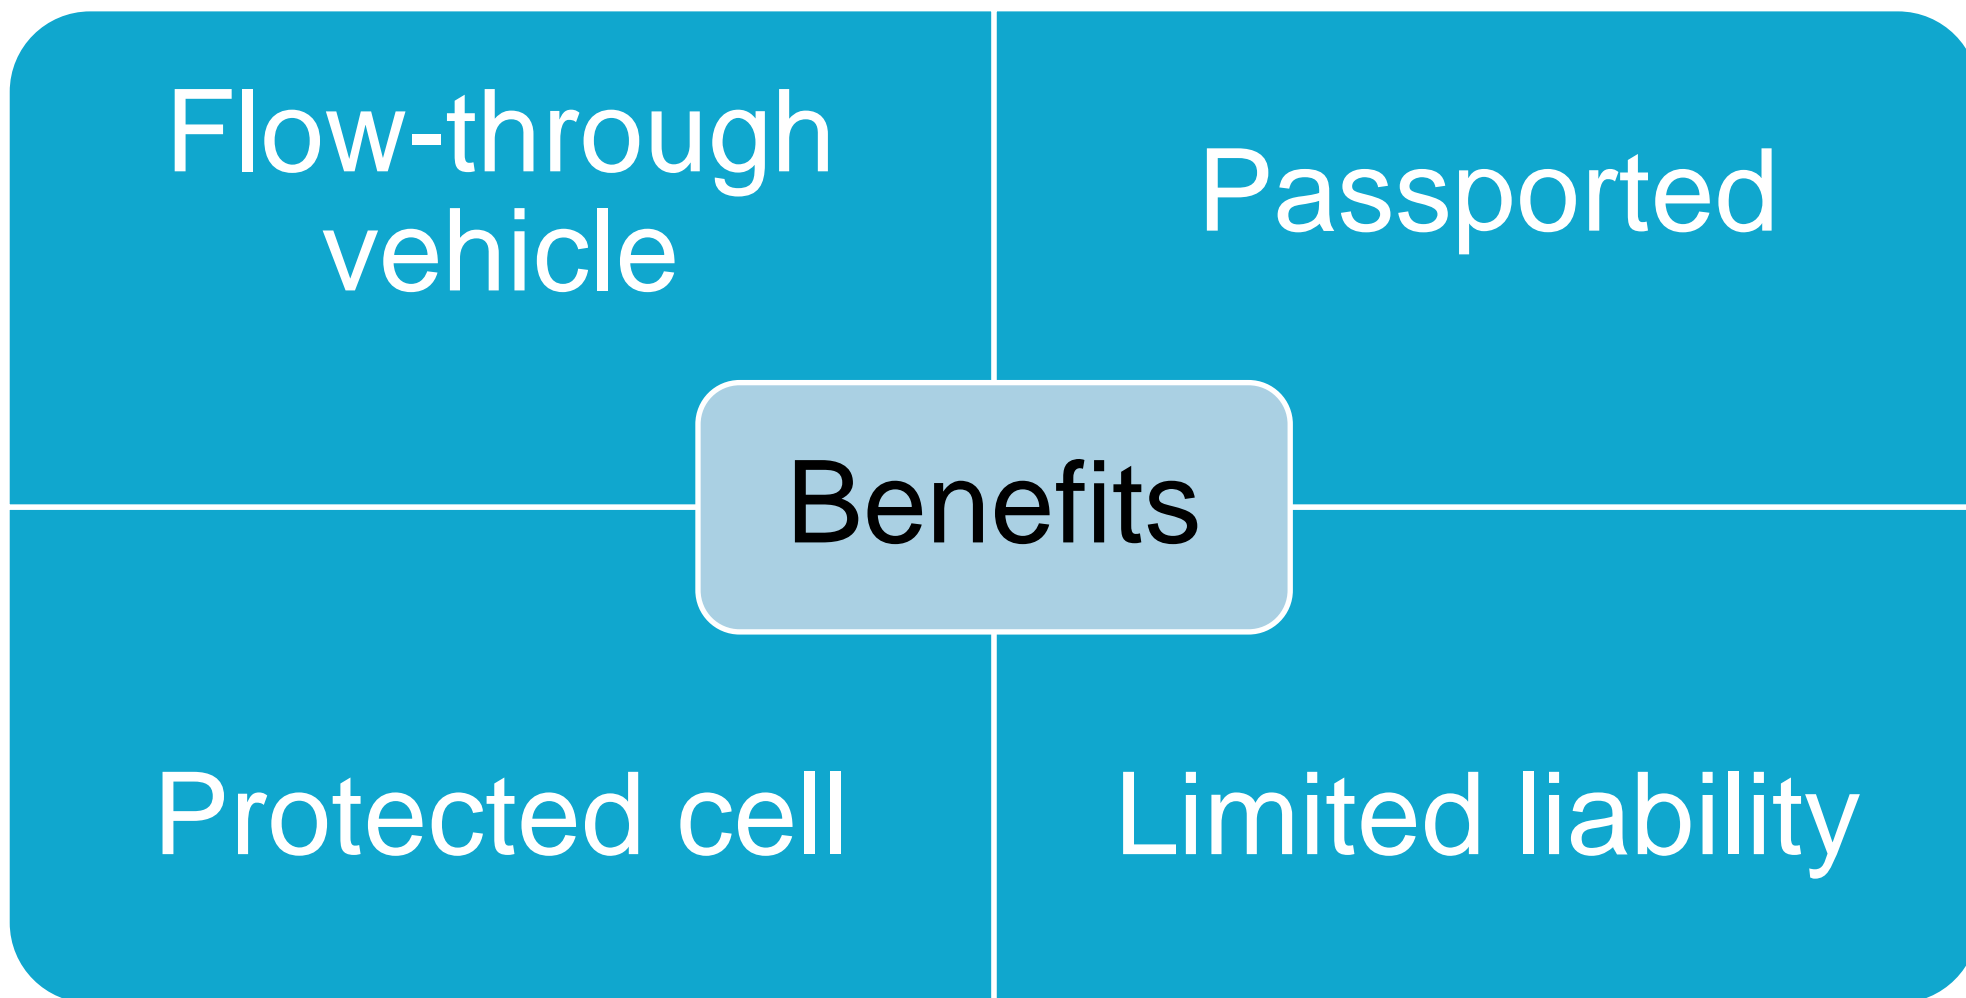 Flow-through
vehicle
Passported
Benefits
Protected cell
Limited liability